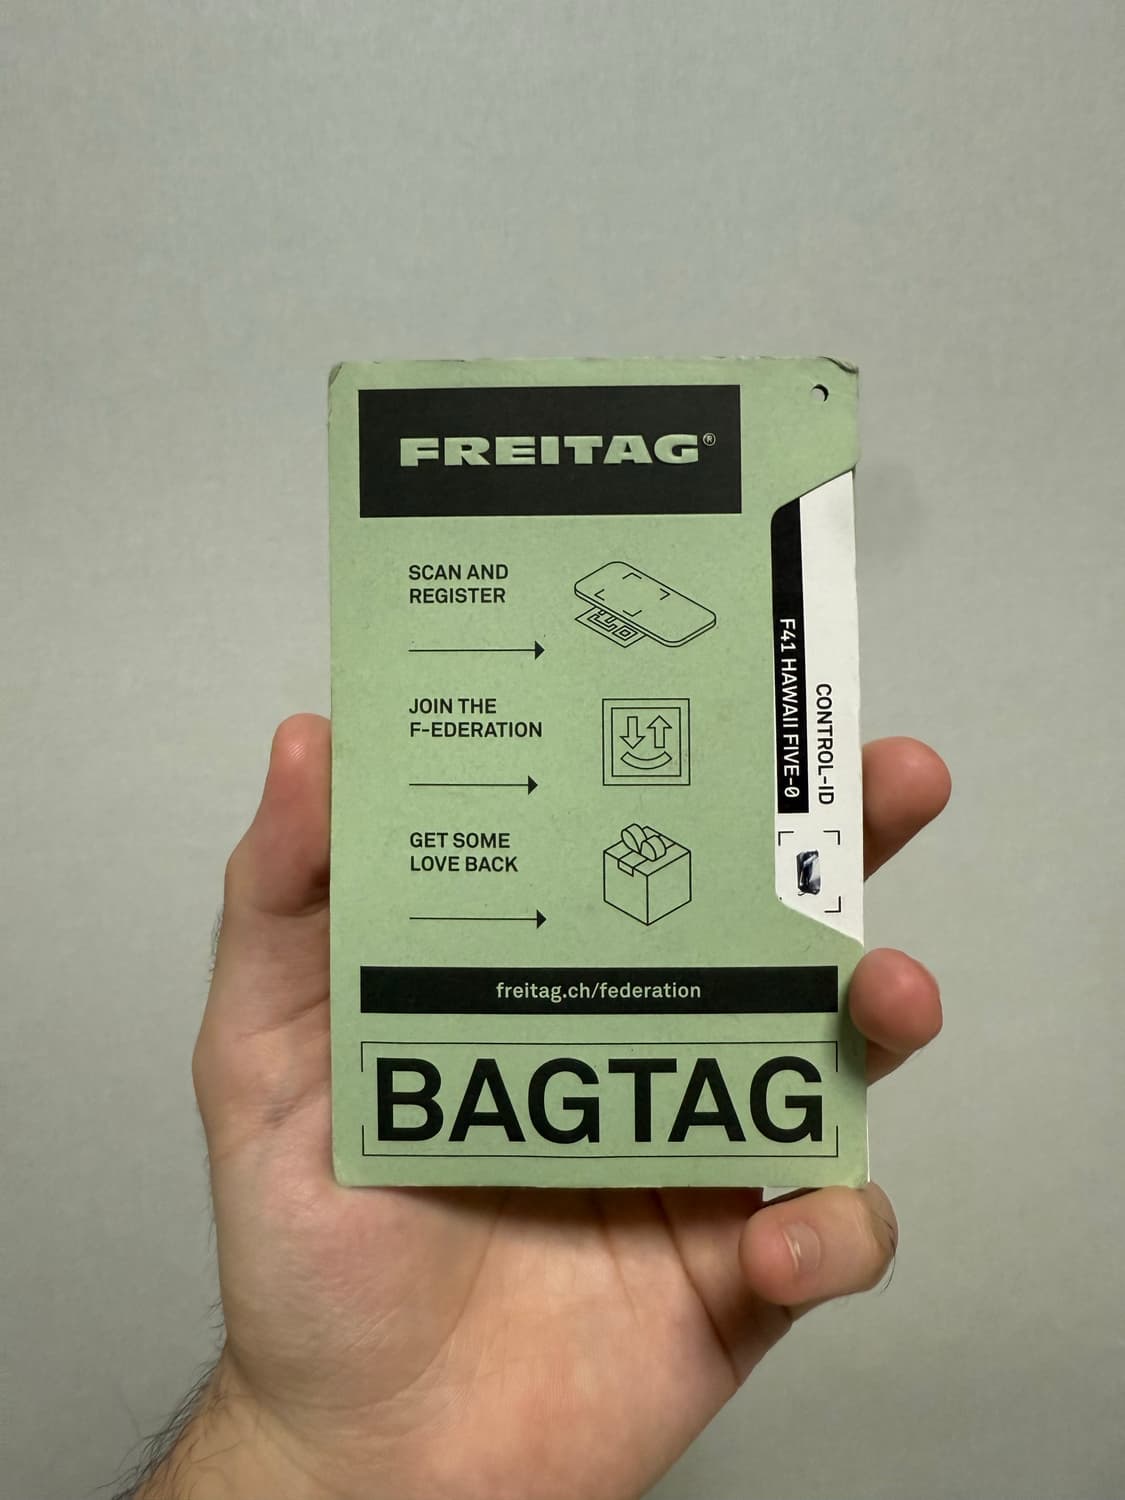 FREITAG®
SCAN AND
REGISTER
JOIN THE
F-EDERATION
GET SOME
LOVE BACK
freitag.ch/federation
BAGTAG
CONTROL-ID
F41 HAWAII FIVE-0